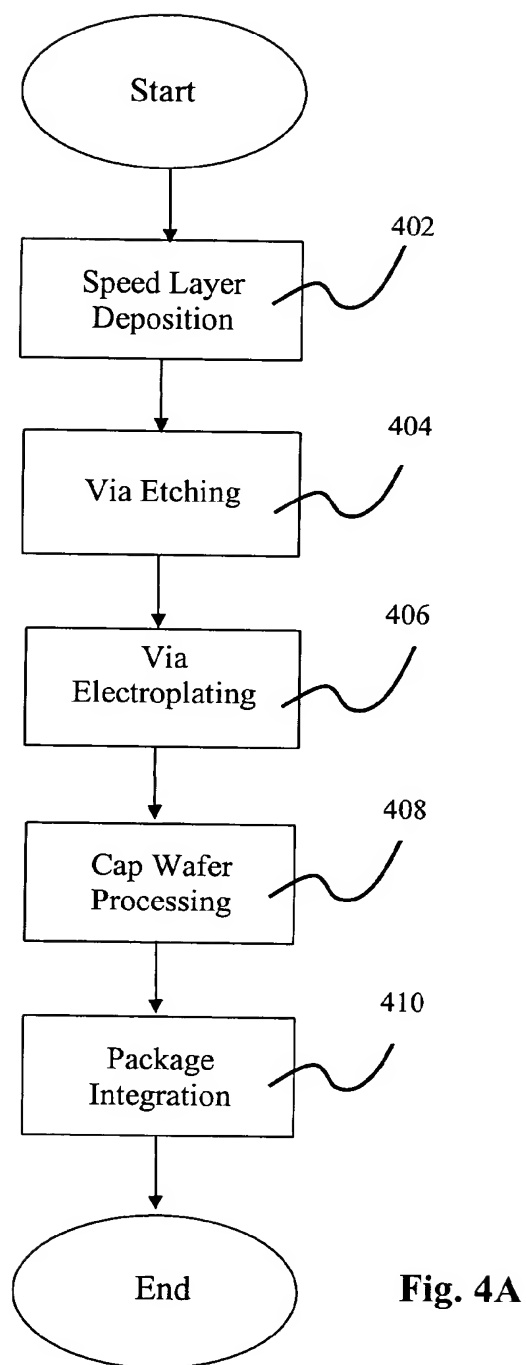 Start
402
Speed Layer
Deposition
404
Via Etching
406
Via
Electroplating
408
Cap Wafer
Processing
410
Package
Integration
End
Fig. 4A